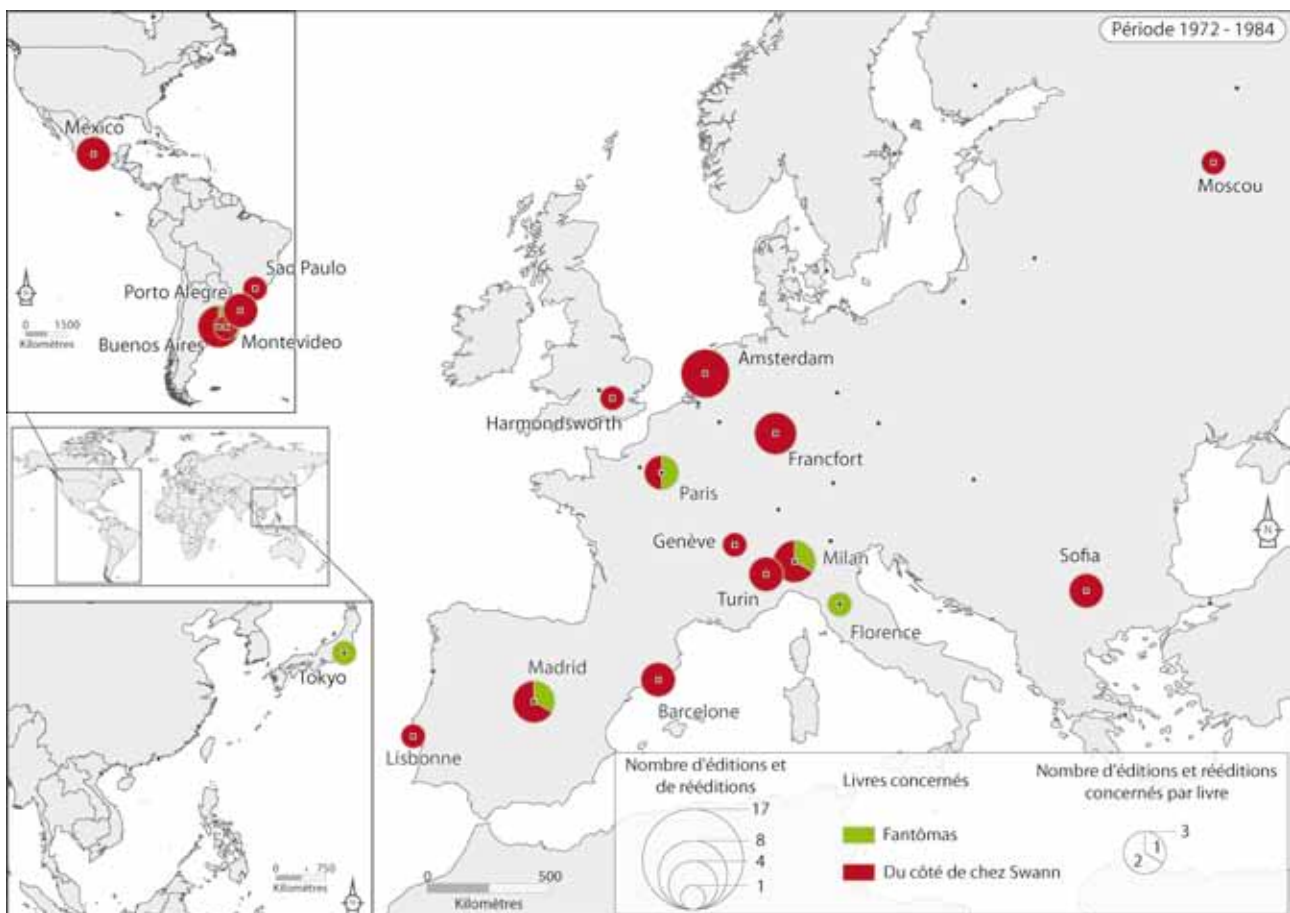 Période 1972 - 1984
México
Sao Paulo
Porto Alegre
Buenos Aires
Montevideo
0 1500
Kilomètres
Moscou
Amsterdam
Harmondsworth
Francfort
Paris
Genève
Milan
Turin
Florence
Sofia
N
Madrid
Barcelone
Lisbonne
Tokyo
0 750
Kilomètres
0 500
Kilomètres
Nombre d'éditions et
de rééditions
17
8
4
1
Livres concernés
Fantômas
Du côté de chez Swann
Nombre d'éditions et rééditions
concernés par livre
3
1
2